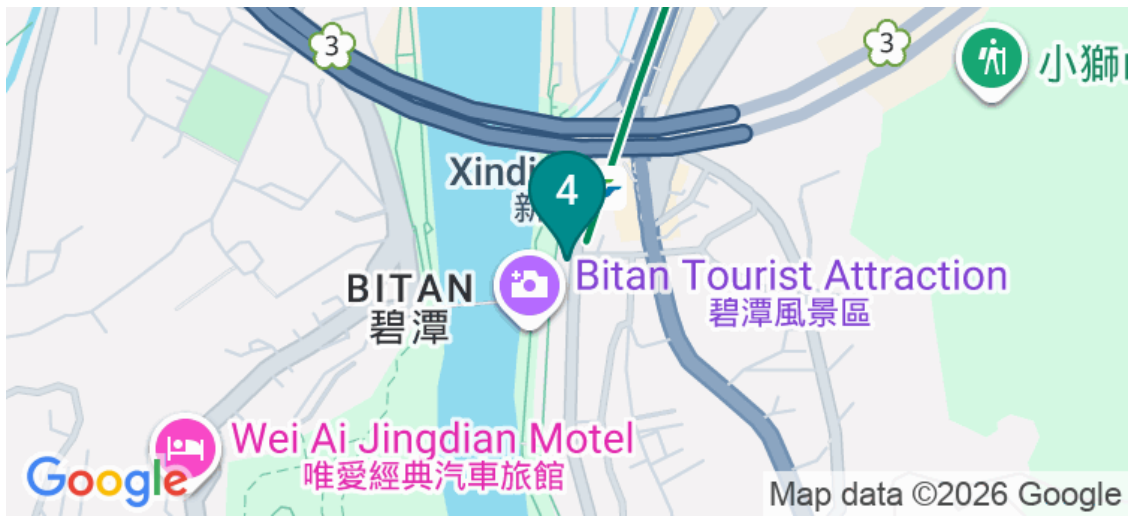 3
3
小獅
Xindi
新
4
BITAN
碧潭
Bitan Tourist Attraction
碧潭風景區
Wei Ai Jingdian Motel
唯愛經典汽車旅館
Google
Map data ©2026 Google